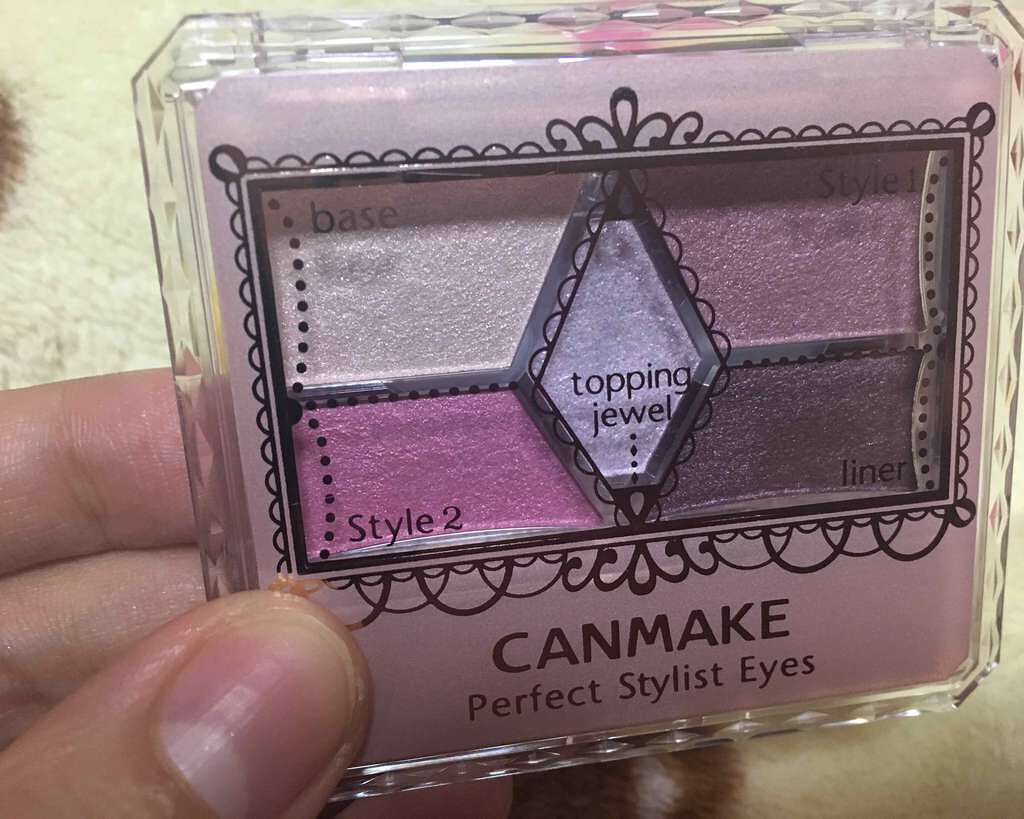 base
Style 1
topping
jewel
Style 2
liner
CANMAKE
Perfect Stylist Eyes